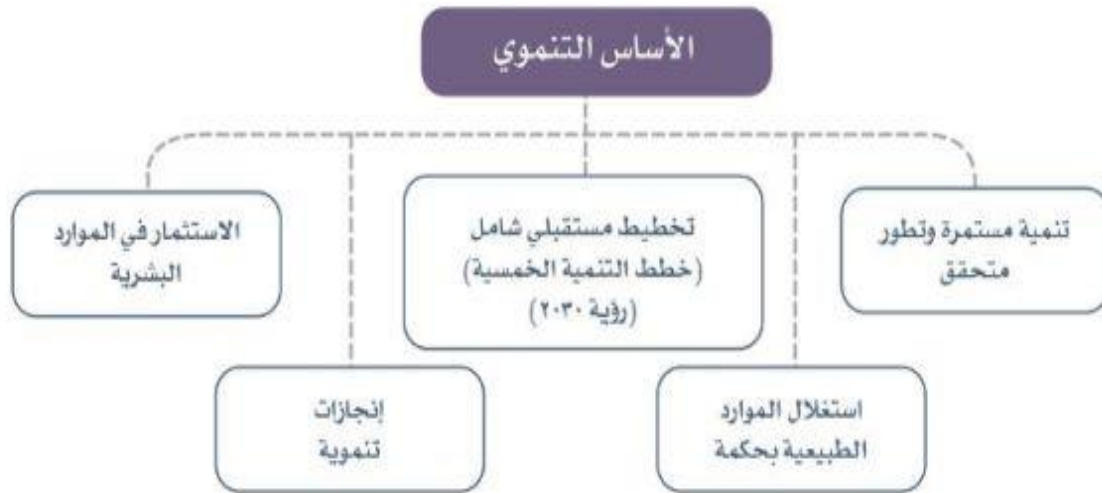 الأساس التنموي
تنمية مستمرة وتطور
متحقق
استغلال الموارد
الطبيعية بحكمة
تخطيط مستقبلي شامل
(خطط التنمية الخمسية)
(رؤية ٢٠٣٠)
إنجازات
تنموية
الاستثمار في الموارد
البشرية